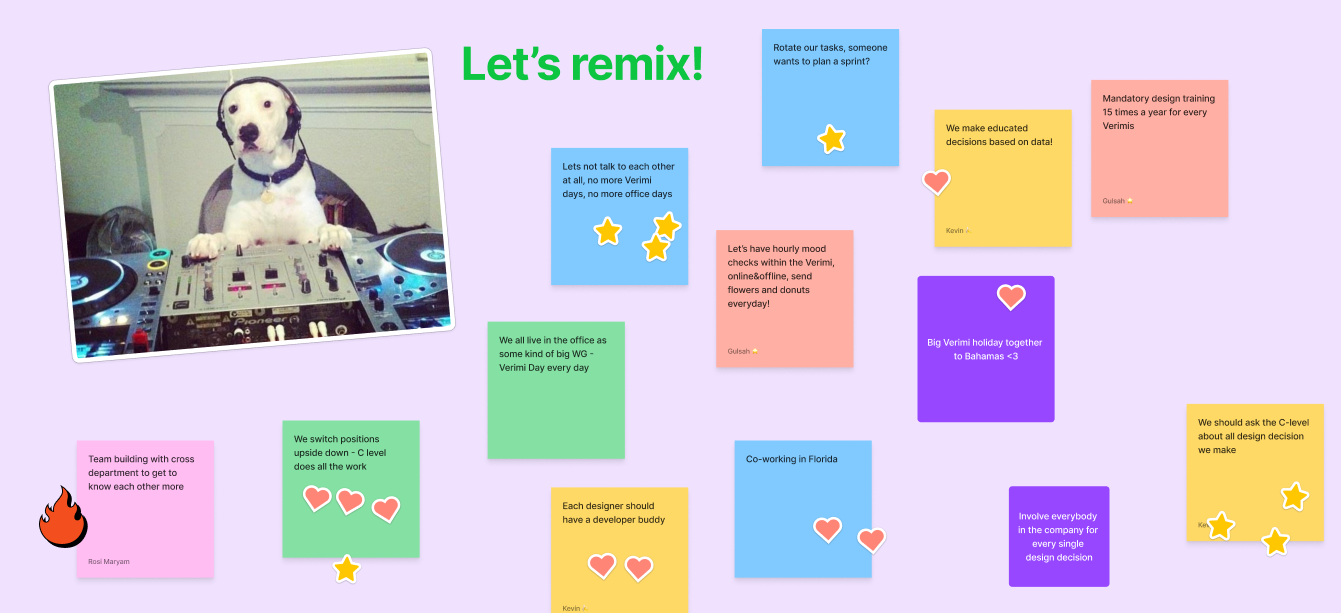 Let's remix!
Rotate our tasks, someone
wants to plan a sprint?
Mandatory design training
15 times a year for every
Verimis
Gulsah
We make educated
decisions based on data!
Kevin
Lets not talk to each other
at all, no more Verimi
days, no more office days
Let's have hourly mood
checks within the Verimi,
online&offline, send
flowers and donuts
everyday!
Gulsah
Big Verimi holiday together
to Bahamas <3
We all live in the office as
some kind of big WG -
Verimi Day every day
Pioneer
We should ask the C-level
about all design decision
we make
We switch positions
upside down - C level
does all the work
Team building with cross
department to get to
know each other more
Rosi Maryam
Co-working in Florida
Each designer should
have a developer buddy
Kevin
Involve everybody
in the company for
every single
design decision